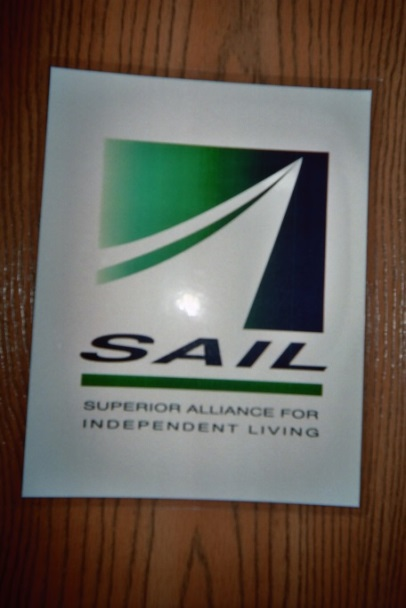 SAIL
SUPERIOR ALLIANCE FOR
INDEPENDENT LIVING